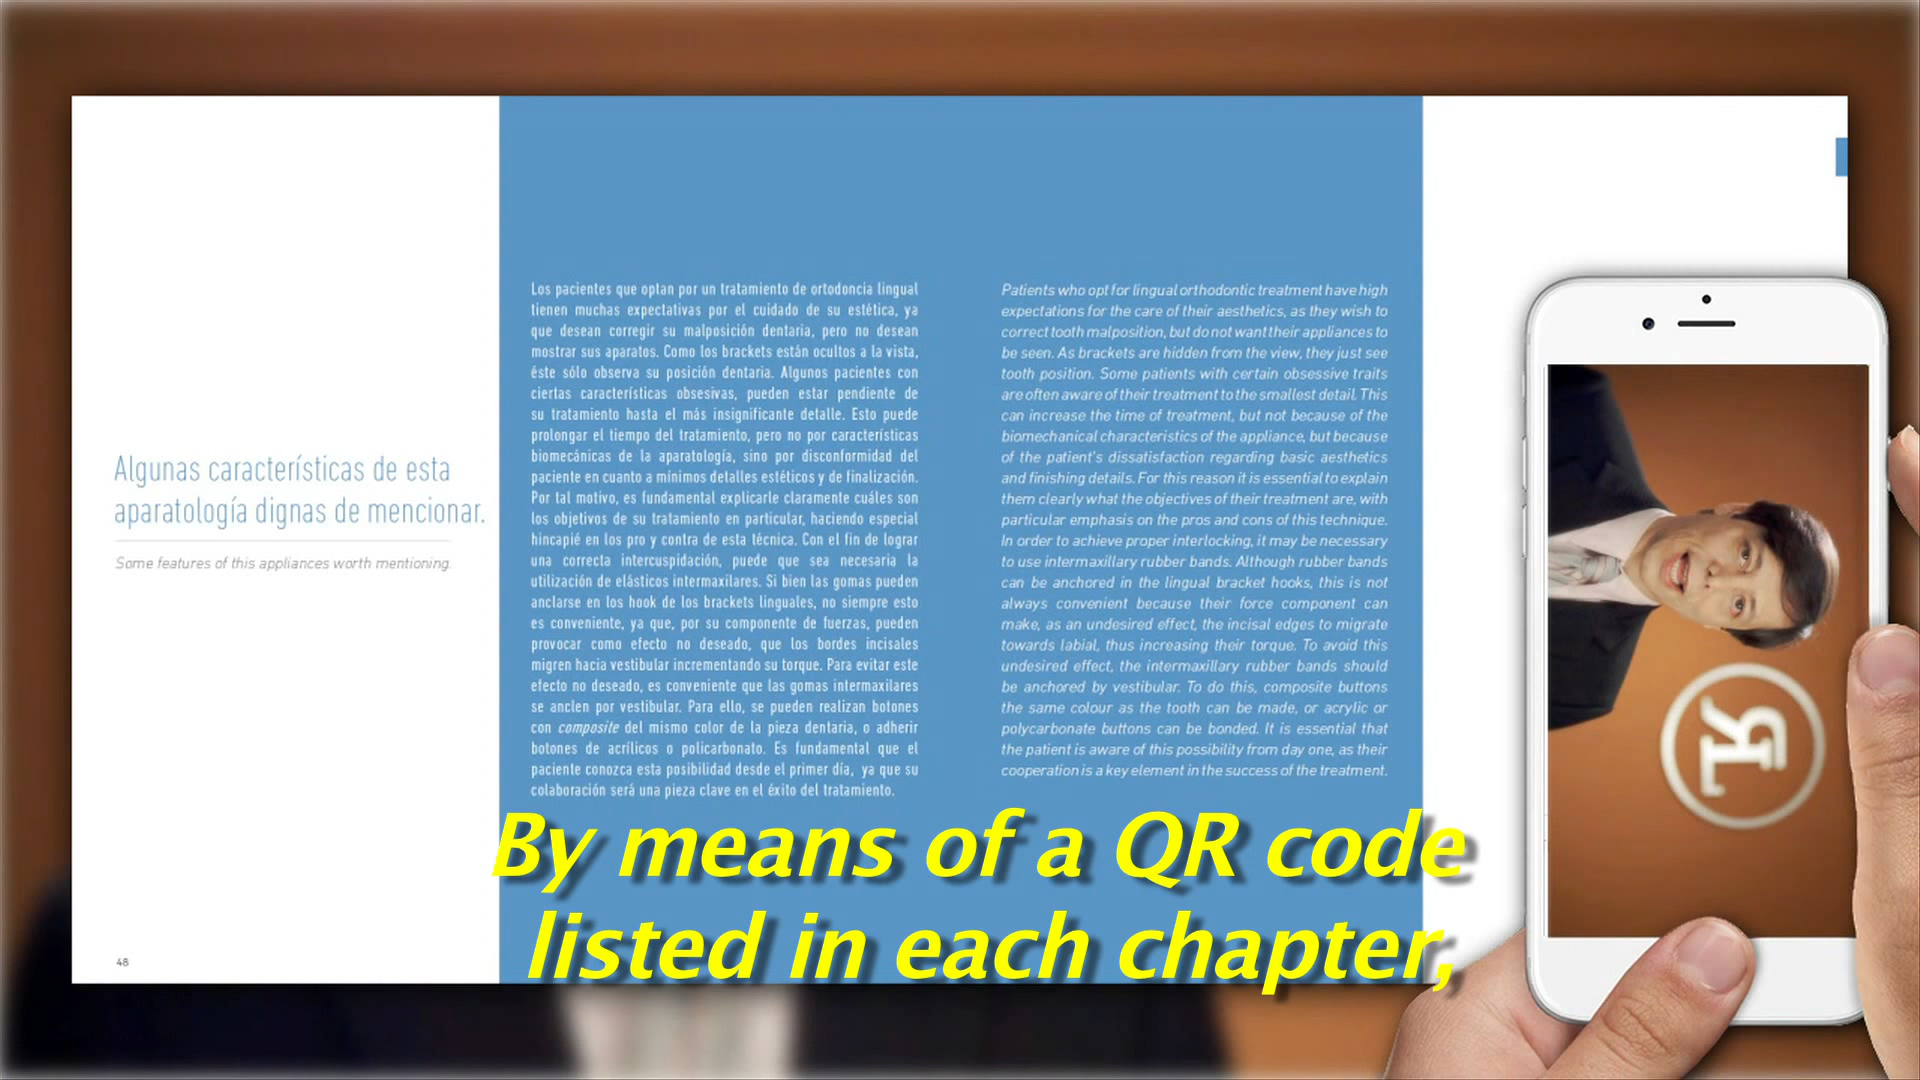 Algunas características de esta
aparatología dignas de mencionar.
Some features of this appliances worth mentioning.
48
Los pacientes que optan por un tratamiento de ortodoncia lingual
tienen muchas expectativas por el cuidado de su estética, ya
que desean corregir su malposición dentaria, pero no desean
mostrar sus aparatos. Como los brackets están ocultos a la vista,
éste sólo observa su posición dentaria. Algunos pacientes con
ciertas características obsesivas, pueden estar pendiente de
su tratamiento hasta el más insignificante detalle. Esto puede
prolongar el tiempo del tratamiento, pero no por características
biomecánicas de la aparatología, sino por disconformidad del
paciente en cuanto a mínimos detalles estéticos y de finalización.
Por tal motivo, es fundamental explicarle claramente cuáles son
los objetivos de su tratamiento en particular, haciendo especial
hincapié en los pro y contra de esta técnica. Con el fin de lograr
una correcta intercuspidación, puede que sea necesaria la
utilización de elásticos intermaxilares. Si bien las gomas pueden
anclarse en los hook de los brackets linguales, no siempre esto
es conveniente, ya que, por su componente de fuerzas, pueden
provocar como efecto no deseado, que los bordes incisales
migren hacia vestibular incrementando su torque. Para evitar este
efecto no deseado, es conveniente que las gomas intermaxilares
se anclen por vestibular. Para ello, se pueden realizan botones
con composite del mismo color de la pieza dentaria, o adherir
botones de acrílicos o policarbonato. Es fundamental que el
paciente conozca esta posibilidad desde el primer día, ya que su
colaboración será una pieza clave en el éxito del tratamiento.
Patients who opt for lingual orthodontic treatment have high
expectations for the care of their aesthetics, as they wish to
correct tooth malposition, but do not want their appliances to
be seen. As brackets are hidden from the view, they just see
tooth position. Some patients with certain obsessive traits
are often aware of their treatment to the smallest detail. This
can increase the time of treatment, but not because of the
biomechanical characteristics of the appliance, but because
of the patient's dissatisfaction regarding basic aesthetics
and finishing details. For this reason it is essential to explain
them clearly what the objectives of their treatment are, with
particular emphasis on the pros and cons of this technique.
In order to achieve proper interlocking, it may be necessary
to use intermaxillary rubber bands. Although rubber bands
can be anchored in the lingual bracket hooks, this is not
always convenient because their force component can
make, as an undesired effect, the incisal edges to migrate
towards labial, thus increasing their torque. To avoid this
undesired effect, the intermaxillary rubber bands should
be anchored by vestibular. To do this, composite buttons
the same colour as the tooth can be made, or acrylic or
polycarbonate buttons can be bonded. It is essential that
the patient is aware of this possibility from day one, as their
cooperation is a key element in the success of the treatment.
By means of a QR code
listed in each chapter,